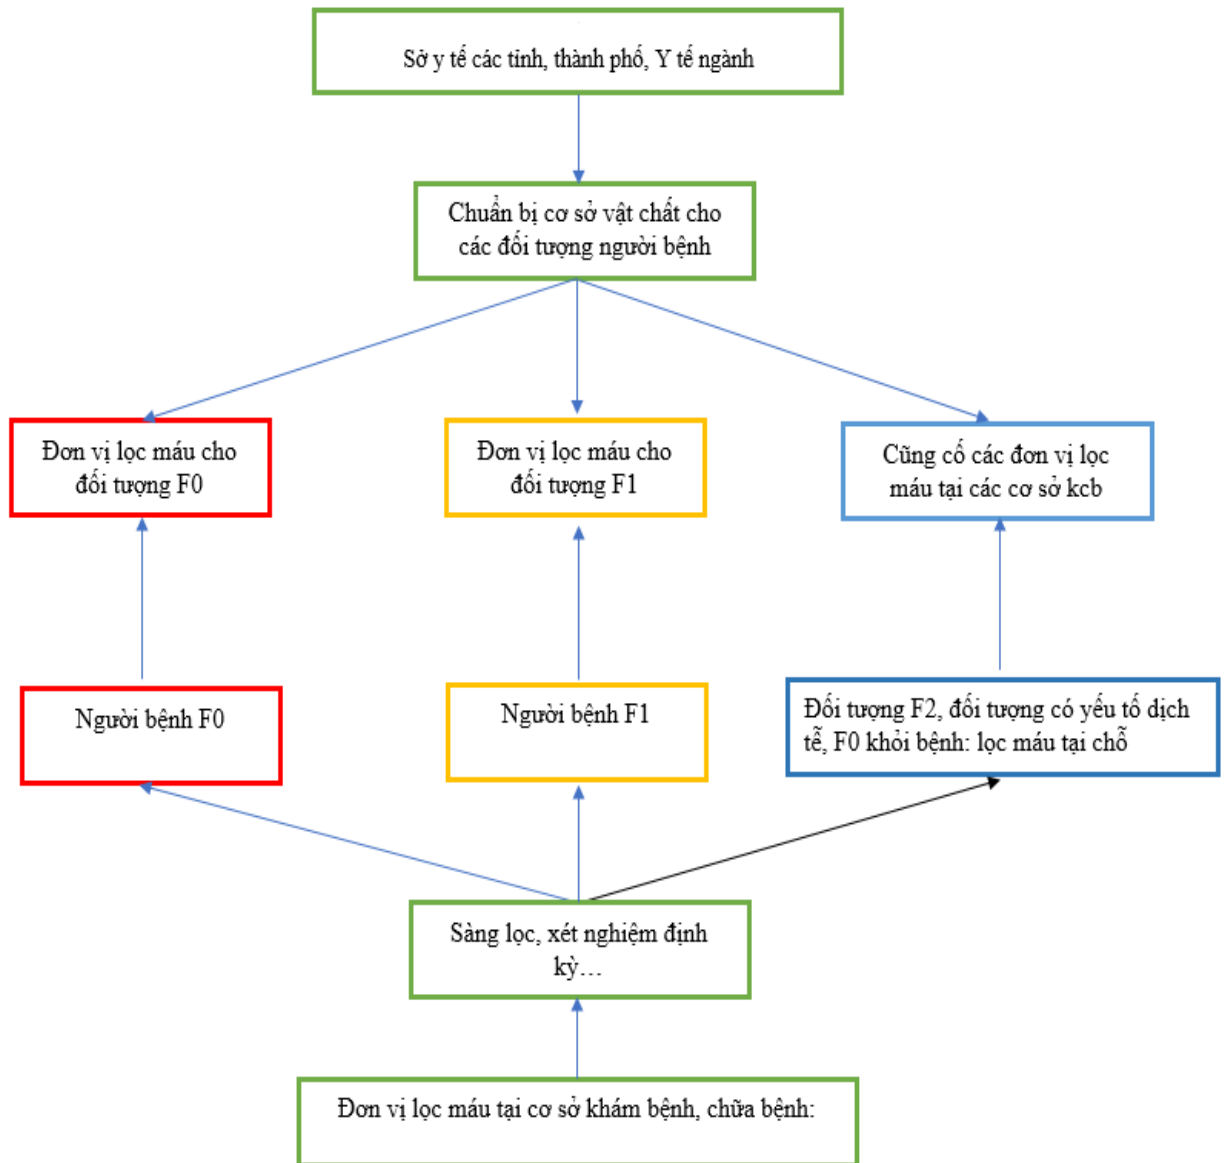 Sở y tế các tỉnh, thành phố, Y tế ngành
Chuẩn bị cơ sở vật chất cho
các đối tượng người bệnh
Đơn vị lọc máu cho
đối tượng F0
Đơn vị lọc máu cho
đối tượng F1
Cũng cố các đơn vị lọc
máu tại các cơ sở kcb
Người bệnh F0
Người bệnh F1
Đối tượng F2, đối tượng có yếu tố dịch
tễ, F0 khỏi bệnh: lọc máu tại chỗ
Sàng lọc, xét nghiệm định
kỳ…
Đơn vị lọc máu tại cơ sở khám bệnh, chữa bệnh: